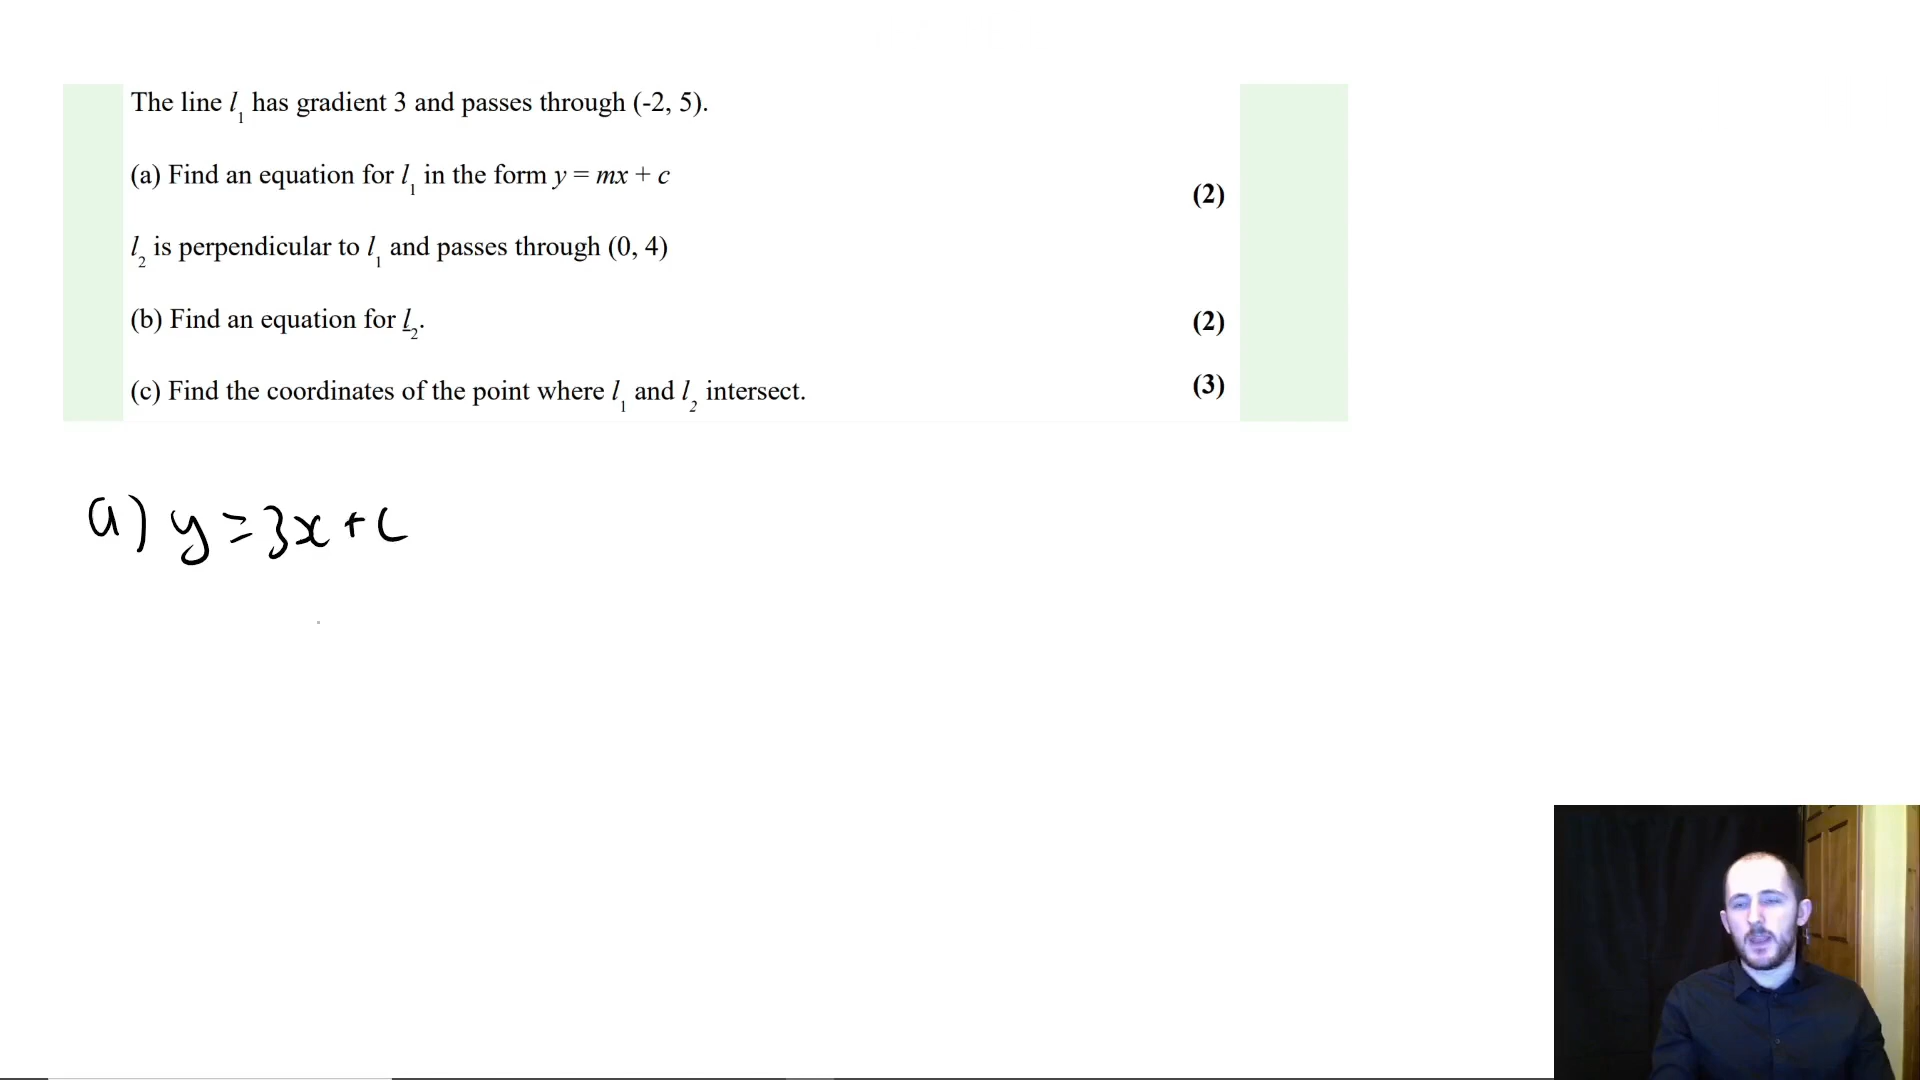 The line l₁ has gradient 3 and passes through (-2, 5).
(a) Find an equation for l₁ in the form y = mx + c
(2)
l₂ is perpendicular to l₁ and passes through (0, 4)
(b) Find an equation for l₂.
(2)
(c) Find the coordinates of the point where l₁ and l₂ intersect.
(3)
a) y = 3x + c